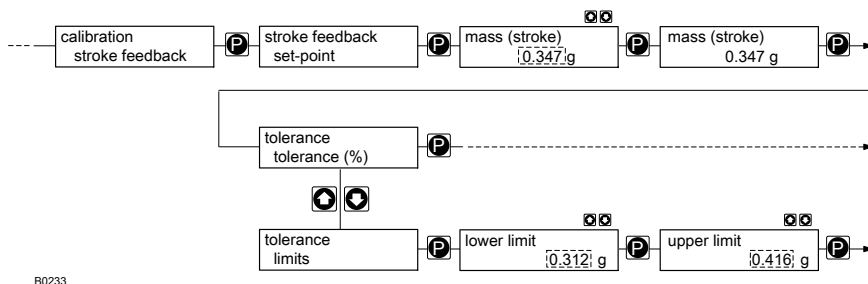 calibration
stroke feedback
P
stroke feedback
set-point
P
mass (stroke)
0.347 g
P
mass (stroke)
0.347 g
P
tolerance
tolerance (%)
P
tolerance
limits
P
lower limit
0.312 g
P
upper limit
0.416 g
P
B0233